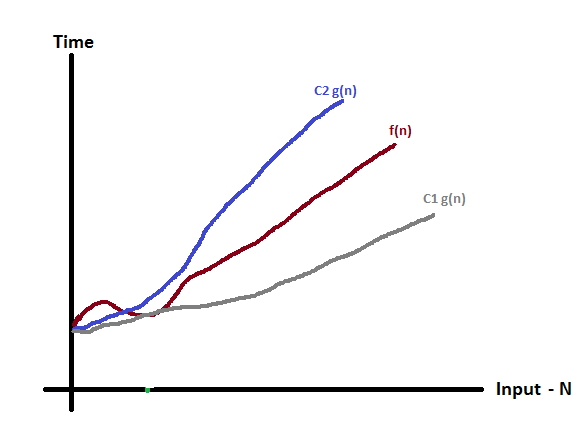 Time
C2 g(n)
f(n)
C1 g(n)
Input - N